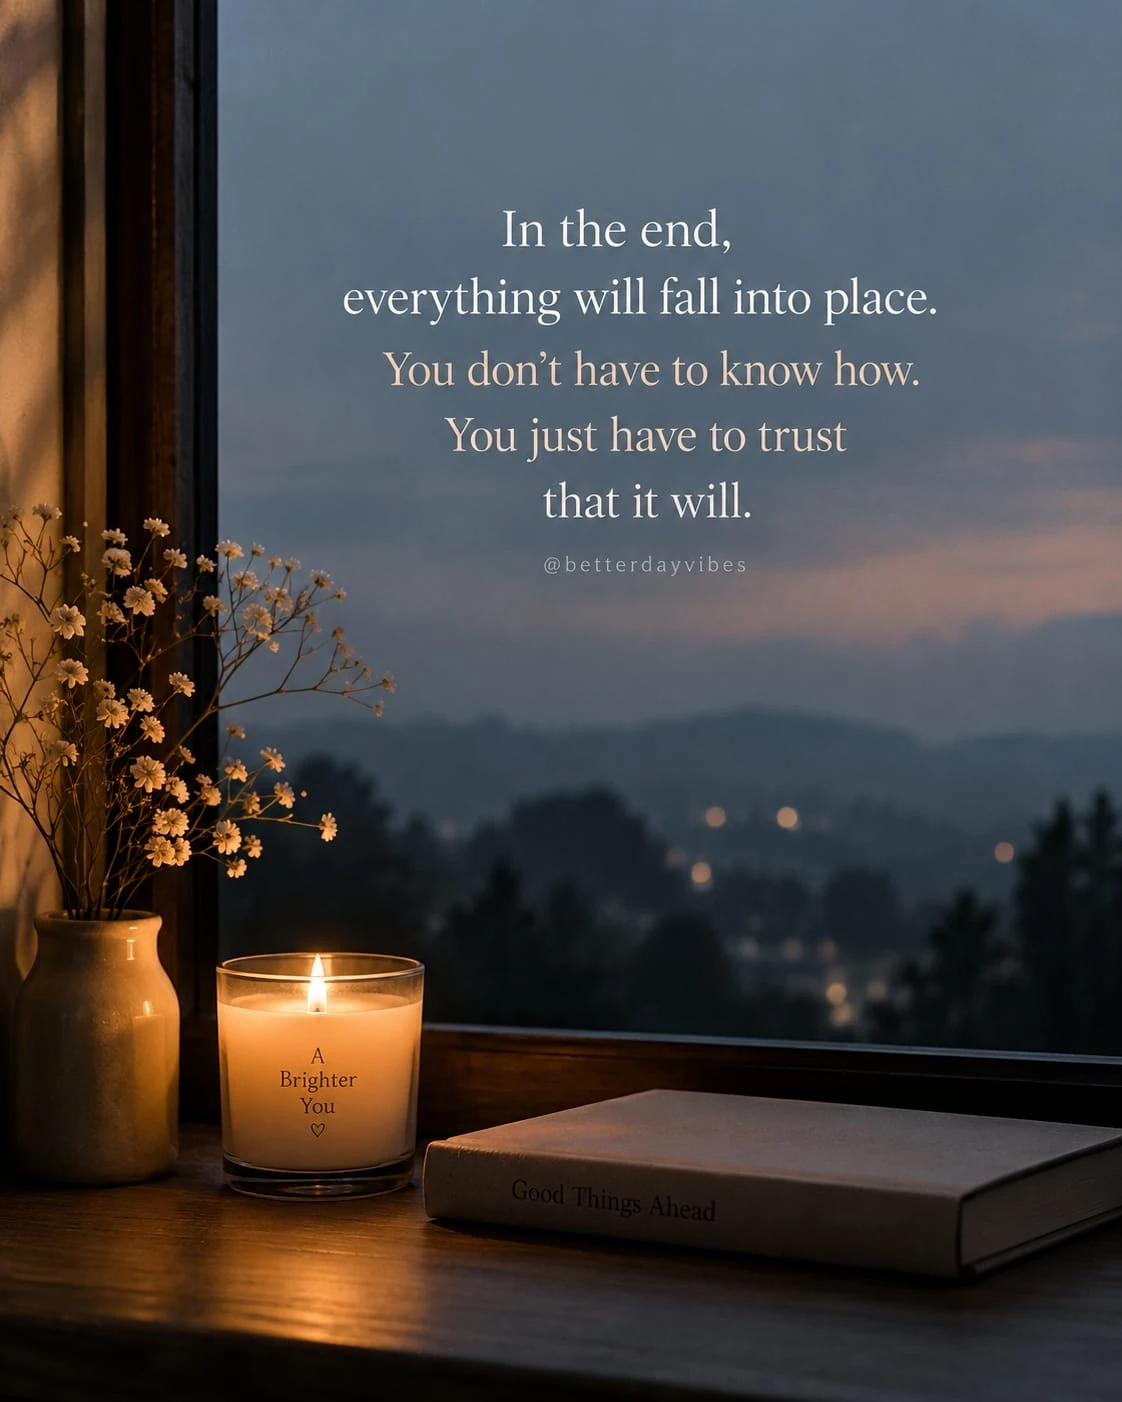 In the end,
everything will fall into place.
You don’t have to know how.
You just have to trust
that it will.
@betterdayvibes
A
Brighter
You
♡
Good Things Ahead